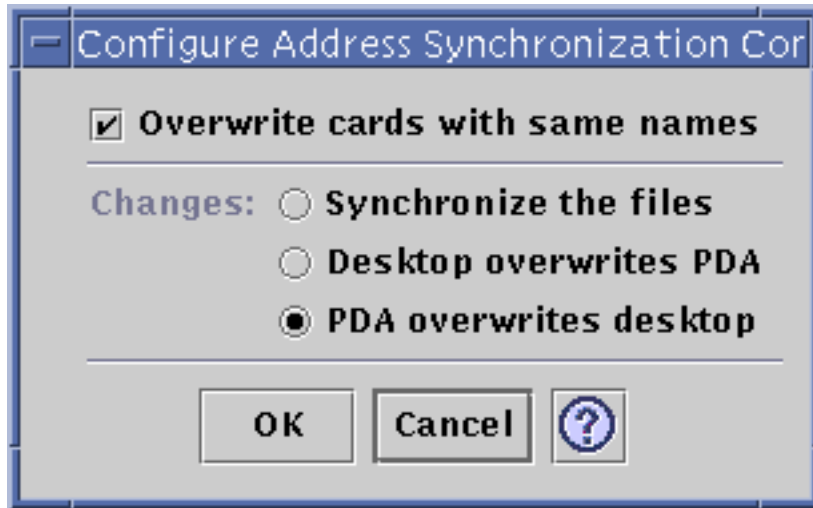 Configure Address Synchronization Cor
Overwrite cards with same names
Changes: Synchronize the files
Desktop overwrites PDA
PDA overwrites desktop
OK Cancel ?